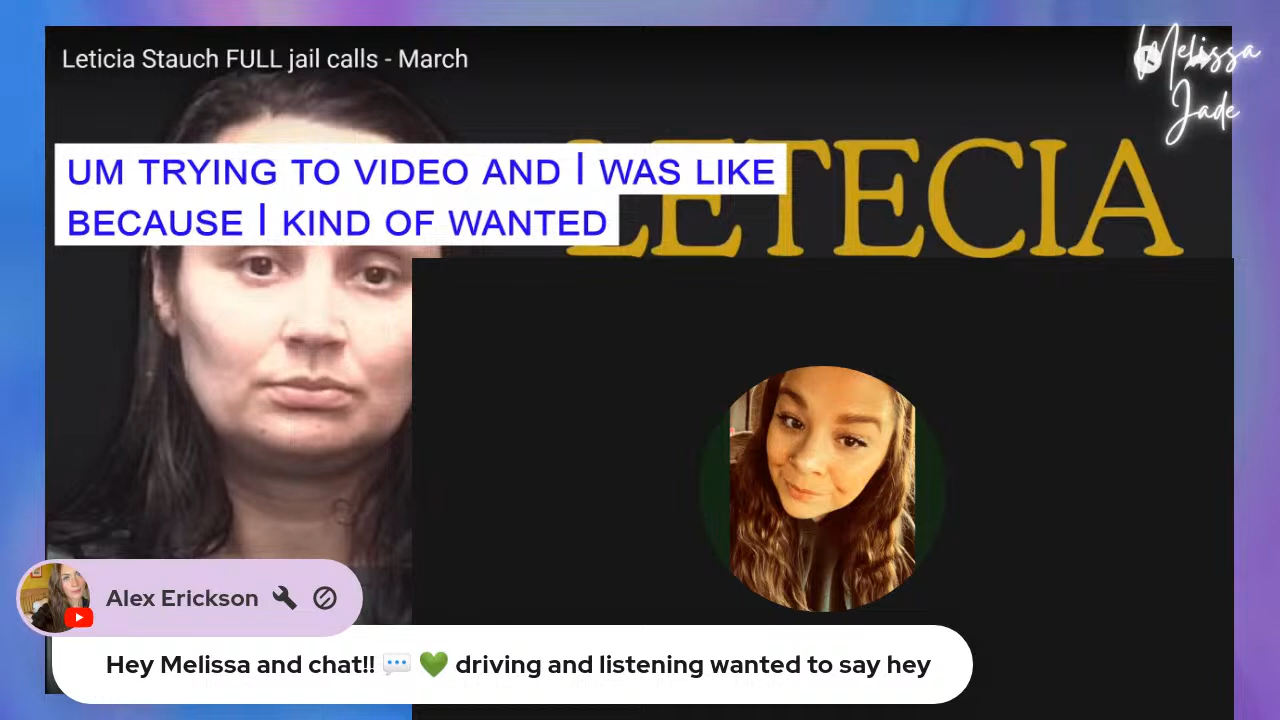 Leticia Stauch FULL jail calls - March
Melissa
Jade
UM TRYING TO VIDEO AND I WAS LIKE
BECAUSE I KIND OF WANTED
LETECIA
Alex Erickson
Hey Melissa and chat!! 💬 💚 driving and listening wanted to say hey